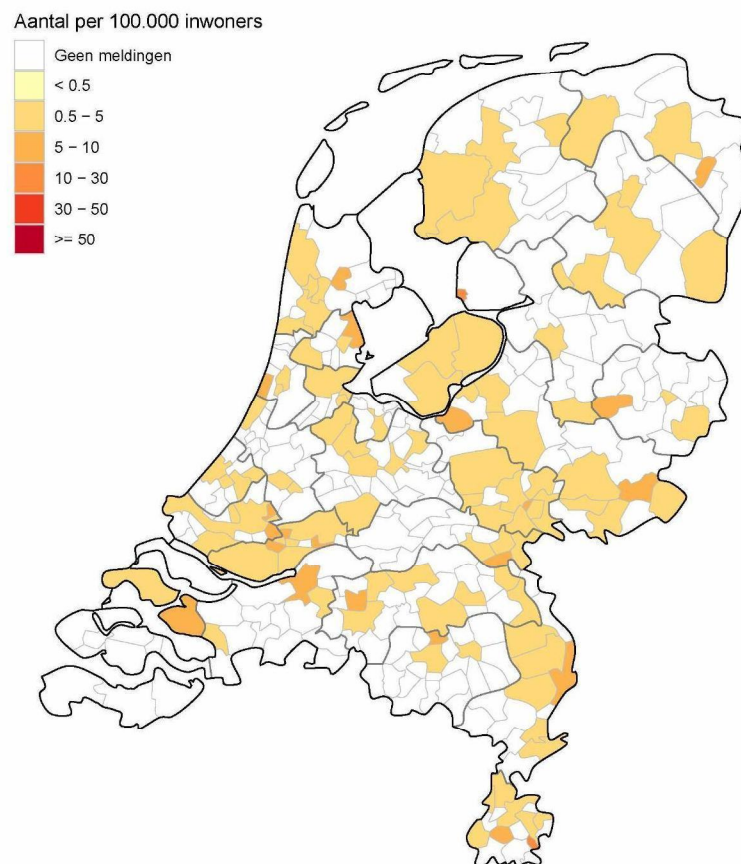 Aantal per 100.000 inwoners
Geen meldingen
< 0.5
0.5 – 5
5 – 10
10 – 30
30 – 50
>= 50